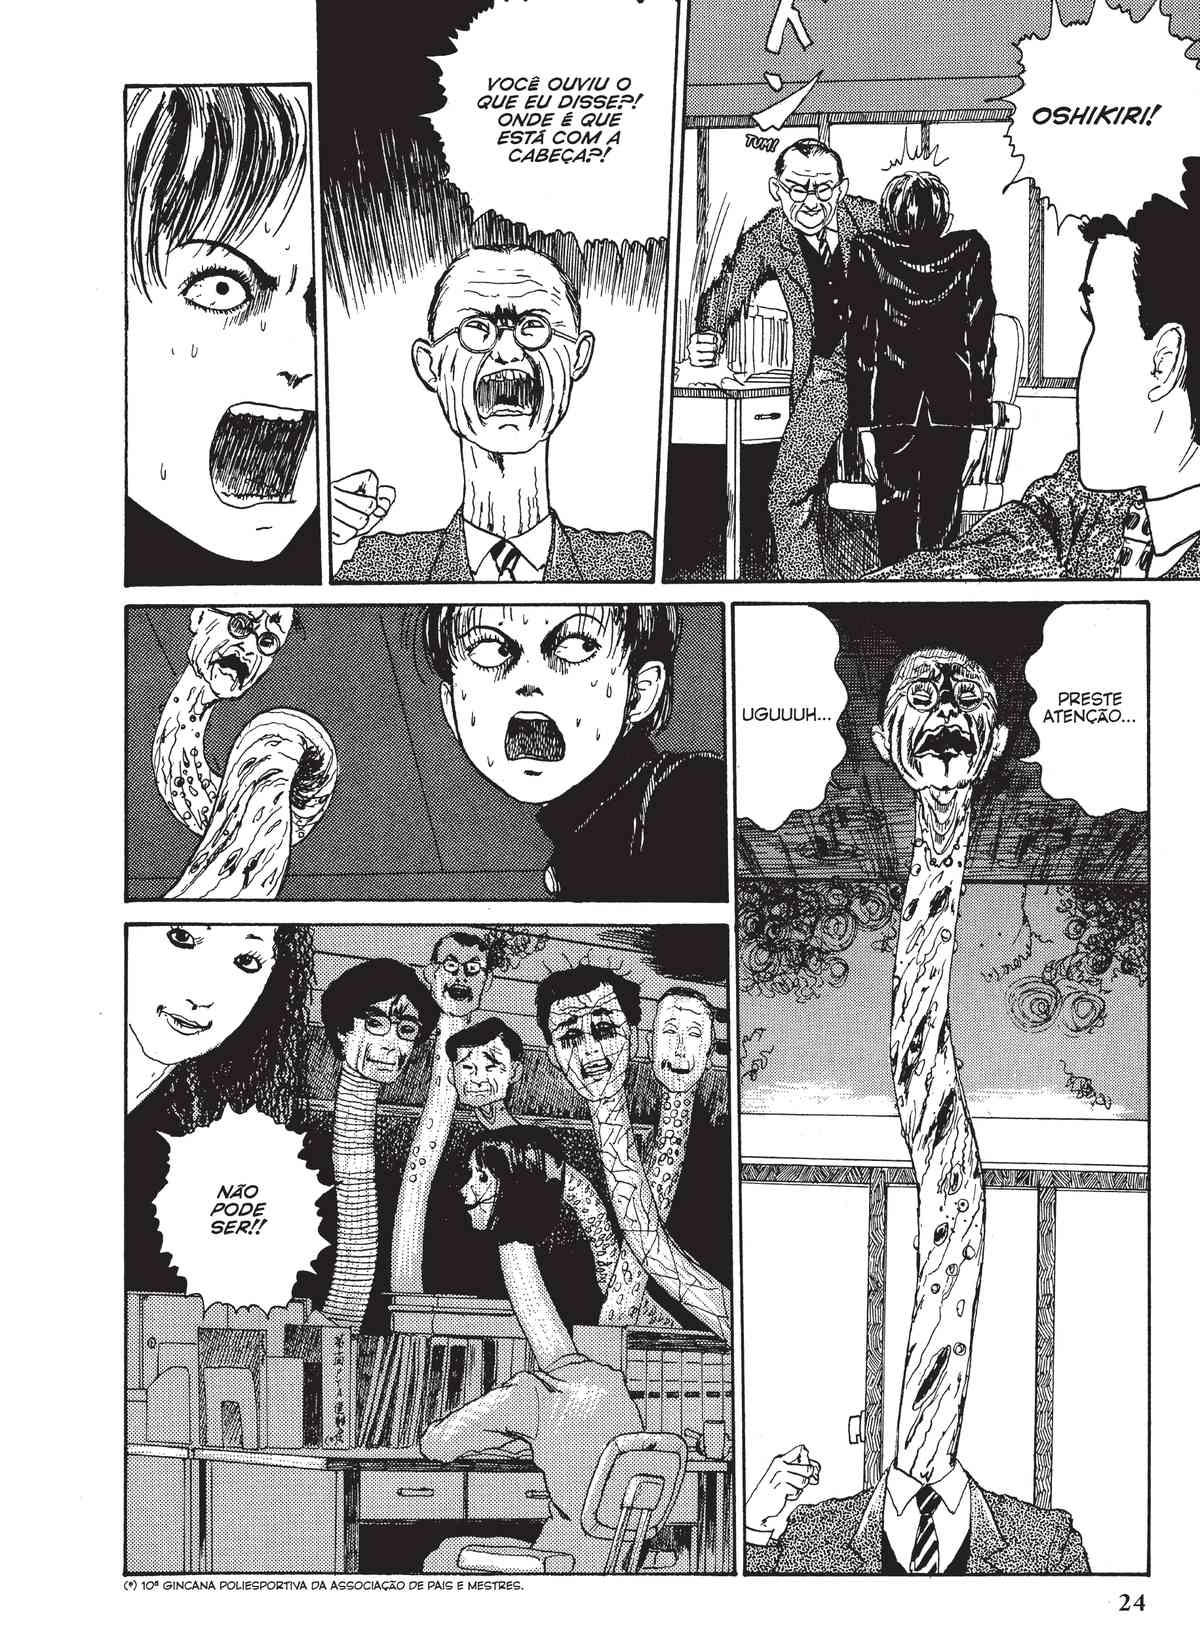 OSHIKIRI!
TUM!
VOCÊ OUVIU O
QUE EU DISSE?!
ONDE É QUE
ESTÁ COM A
CABEÇA?!
PRESTE
ATENÇÃO...
UGUUUH...
NÃO
PODE
SER!!
(*) 10ª GINCANA POLIESPORTIVA DA ASSOCIAÇÃO DE PAIS E MESTRES.
24